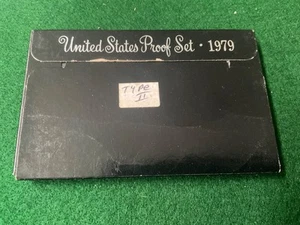 United States Proof Set · 1979
TYPE
II.